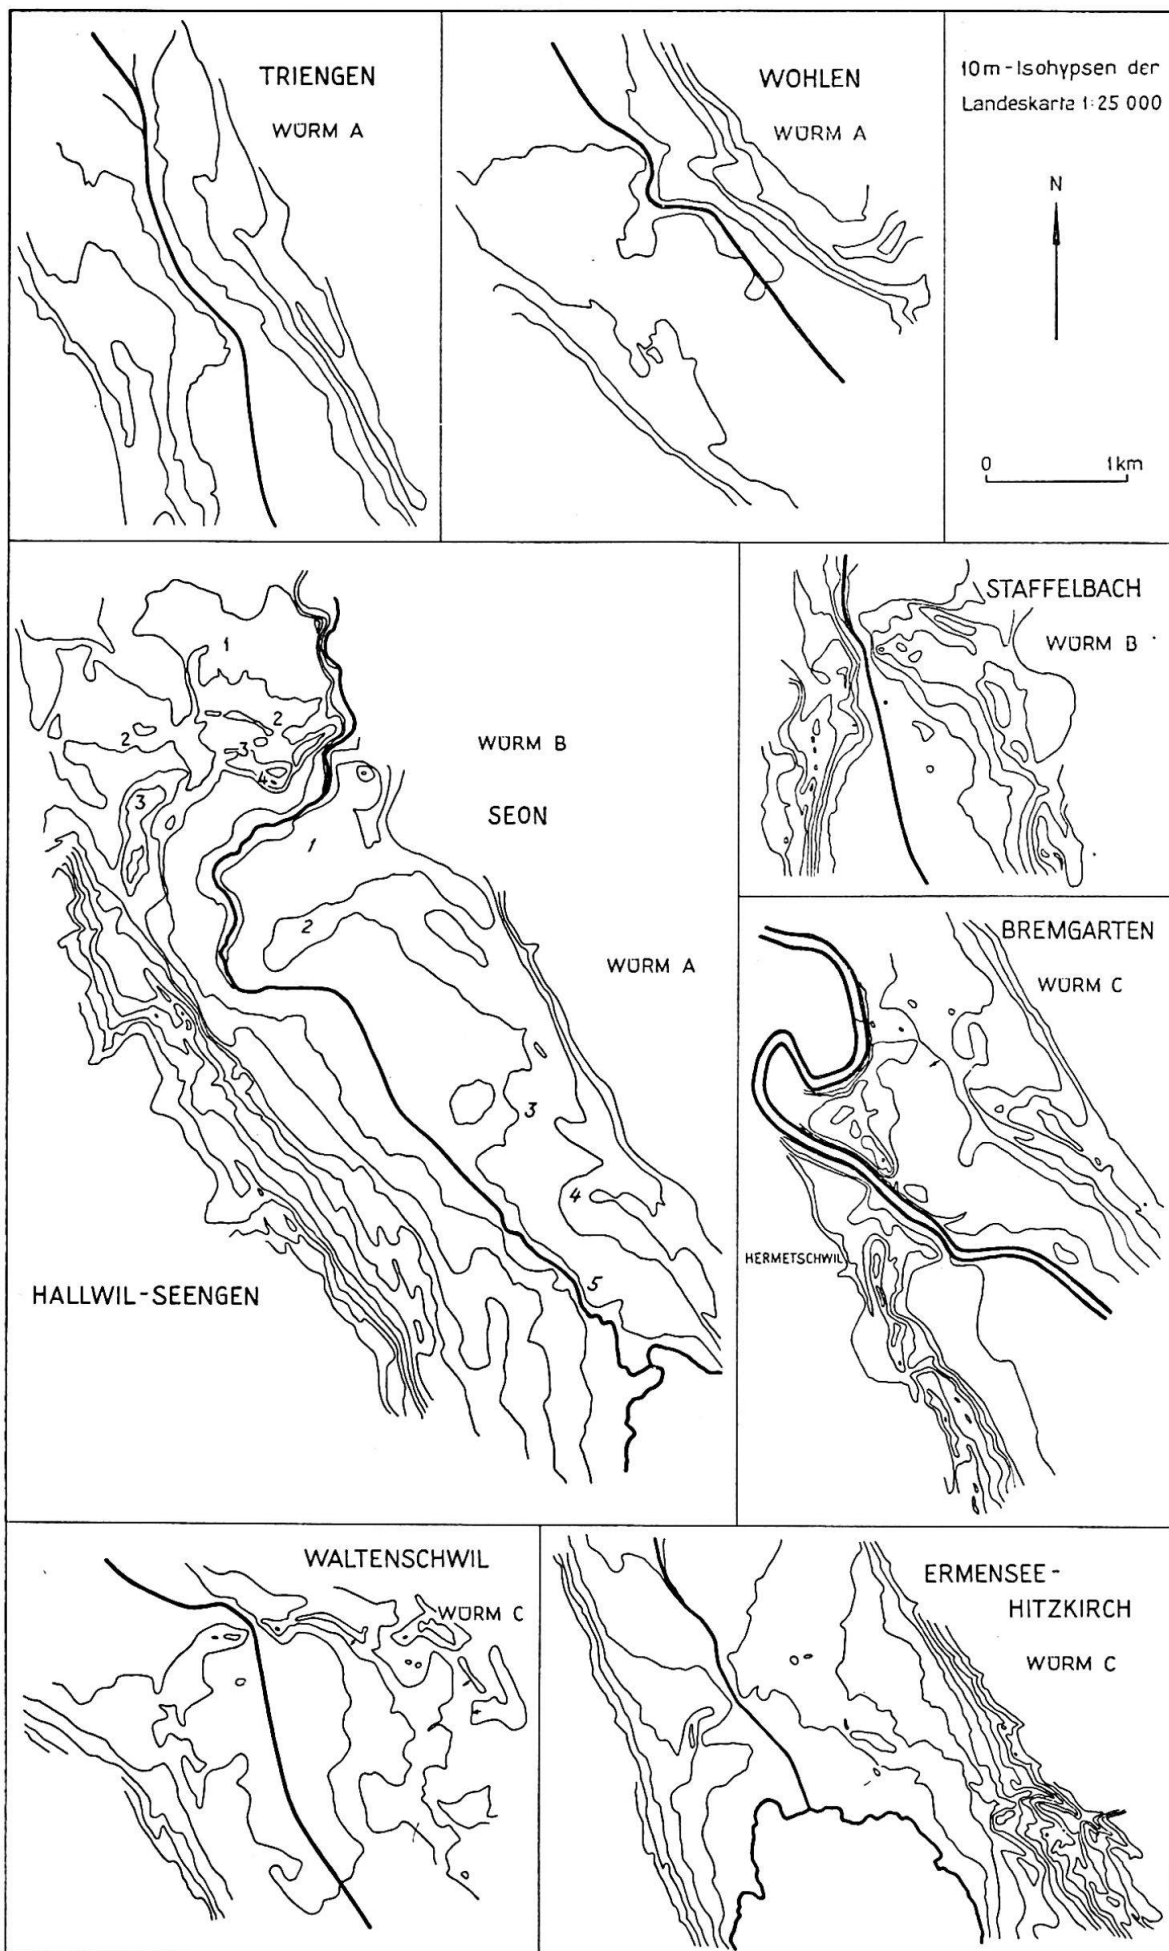 TRIENGEN
WÜRM A
WOHLEN
WÜRM A
10m-Isohypsen der
Landeskarte 1:25 000
N
0 1km
1
2
2
3
4
3
WÜRM B
SEON
1
2
WÜRM A
3
4
5
HALLWIL-SEENGEN
STAFFELBACH
WÜRM B
BREMGARTEN
WÜRM C
HERMETSCHWIL
WALTENSCHWIL
WÜRM C
ERMENSEE-
HITZKIRCH
WÜRM C